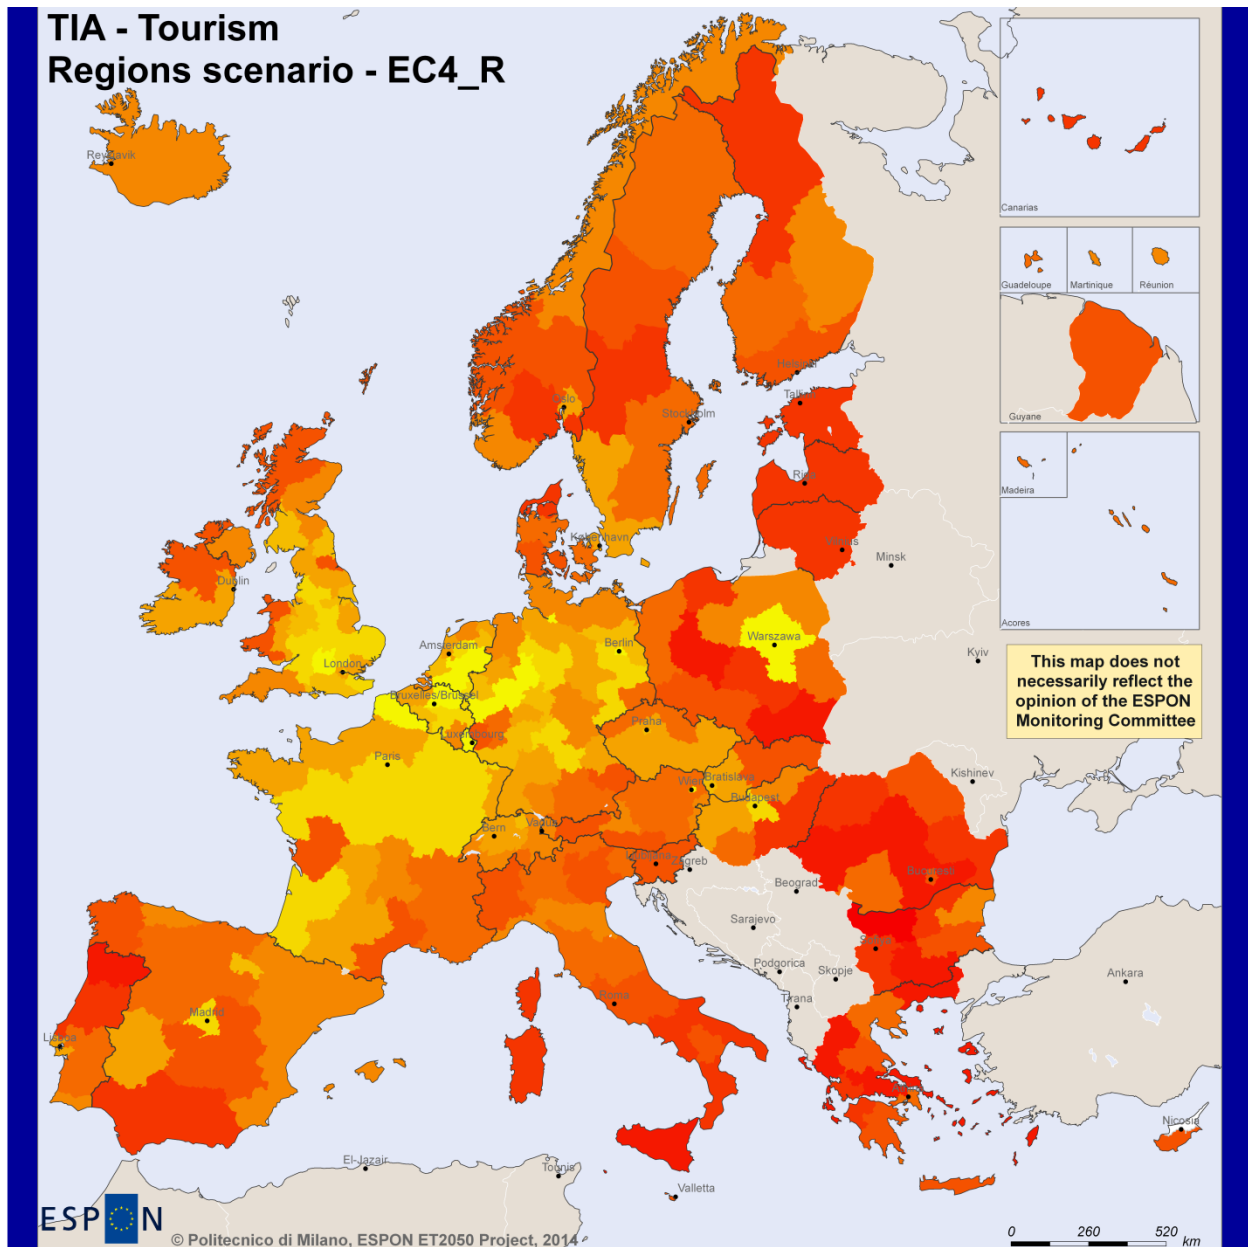 TIA - Tourism
Regions scenario - EC4_R
Reykjavik
Canarias
Guadeloupe
Martinique
Réunion
Guyane
Madeira
Acores
Oslo
Stockholm
Helsinki
Tallinn
Riga
Vilnius
Minsk
København
Dublin
London
Amsterdam
Berlin
Warszawa
Kyiv
This map does not
necessarily reflect the
opinion of the ESPON
Monitoring Committee
Bruxelles/Brüssel
Luxembourg
Praha
Paris
Kishinev
Wien
Bratislava
Budapest
Bern
Vaduz
Ljubljana
Zagreb
Beograd
Bucuresti
Sarajevo
Sofiya
Podgorica
Skopje
Ankara
Tirana
Roma
Madrid
Lisboa
Nicosia
El-Jazair
Tounis
Valletta
ESPON
© Politecnico di Milano, ESPON ET2050 Project, 2014
0 260 520
km